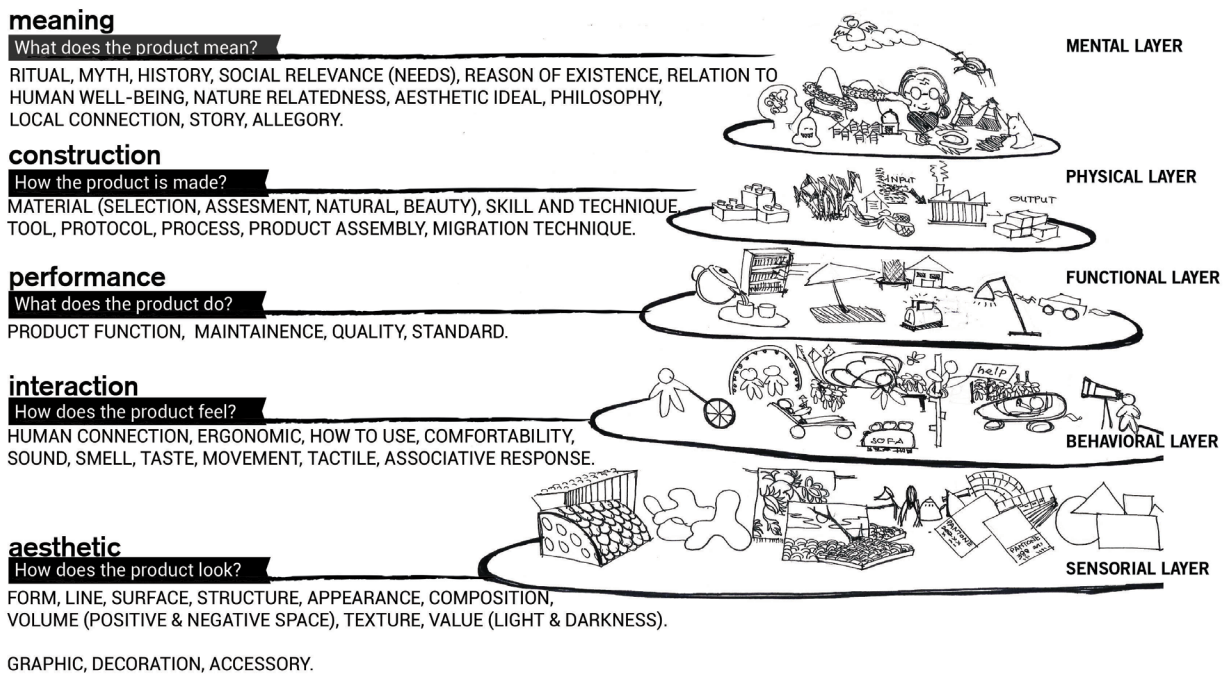 meaning
What does the product mean?
MENTAL LAYER
RITUAL, MYTH, HISTORY, SOCIAL RELEVANCE (NEEDS), REASON OF EXISTENCE, RELATION TO
HUMAN WELL-BEING, NATURE RELATEDNESS, AESTHETIC IDEAL, PHILOSOPHY,
LOCAL CONNECTION, STORY, ALLEGORY.
construction
How the product is made?
PHYSICAL LAYER
INPUT
OUTPUT
MATERIAL (SELECTION, ASSESMENT, NATURAL, BEAUTY), SKILL AND TECHNIQUE,
TOOL, PROTOCOL, PROCESS, PRODUCT ASSEMBLY, MIGRATION TECHNIQUE.
performance
What does the product do?
FUNCTIONAL LAYER
PRODUCT FUNCTION, MAINTAINENCE, QUALITY, STANDARD.
interaction
How does the product feel?
help
SOFA
BEHAVIORAL LAYER
HUMAN CONNECTION, ERGONOMIC, HOW TO USE, COMFORTABILITY,
SOUND, SMELL, TASTE, MOVEMENT, TACTILE, ASSOCIATIVE RESPONSE.
aesthetic
How does the product look?
PANTONE
PANTONE
SENSORIAL LAYER
FORM, LINE, SURFACE, STRUCTURE, APPEARANCE, COMPOSITION,
VOLUME (POSITIVE & NEGATIVE SPACE), TEXTURE, VALUE (LIGHT & DARKNESS).
GRAPHIC, DECORATION, ACCESSORY.